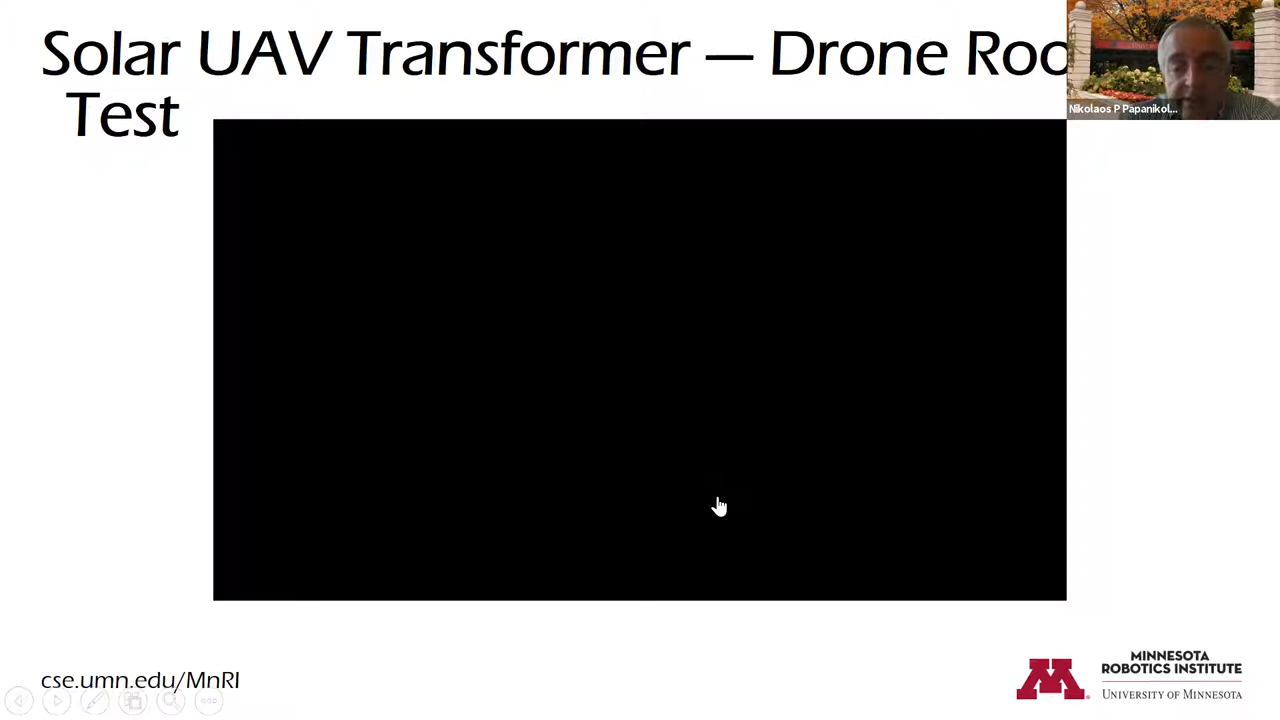 Solar UAV Transformer — Drone Roo
Test
Nikolaos P Papanikol...
cse.umn.edu/MnRI
MINNESOTA
ROBOTICS INSTITUTE
UNIVERSITY OF MINNESOTA